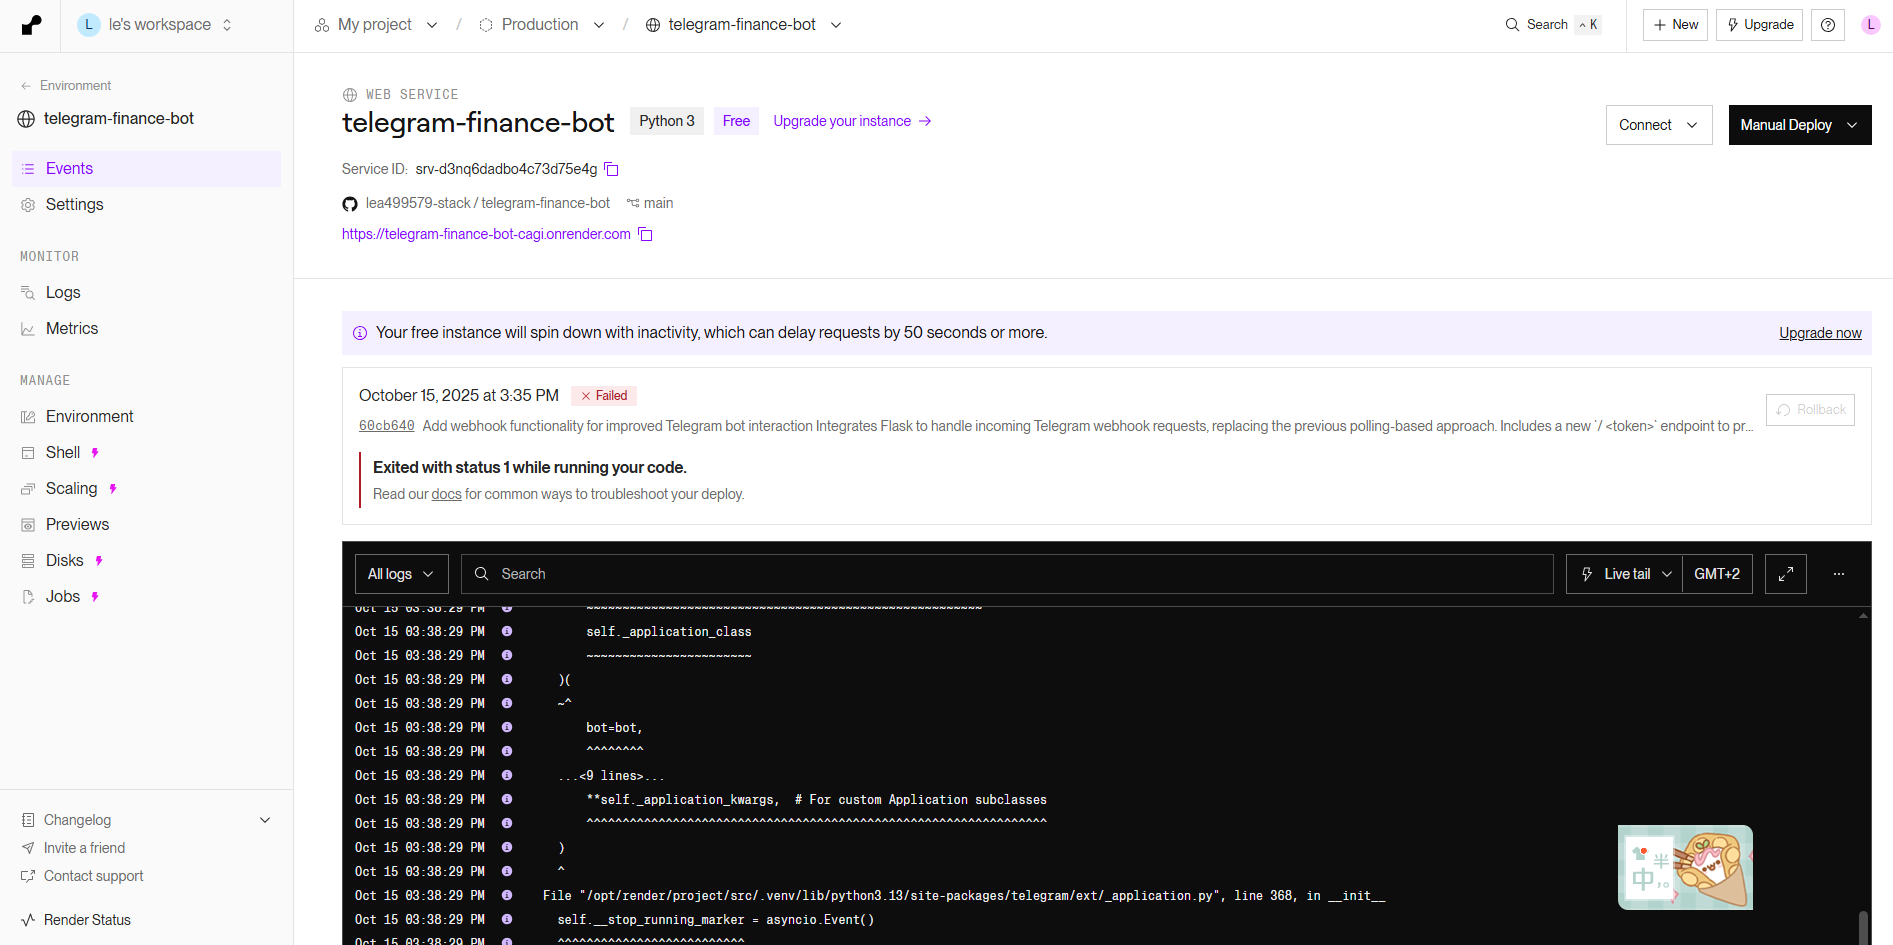 L le's workspace
My project / Production / telegram-finance-bot
Search ^ K
+ New
Upgrade
L
Environment
telegram-finance-bot
Events
Settings
MONITOR
Logs
Metrics
MANAGE
Environment
Shell
Scaling
Previews
Disks
Jobs
Changelog
Invite a friend
Contact support
Render Status
WEB SERVICE
telegram-finance-bot Python 3 Free Upgrade your instance
Connect
Manual Deploy
Service ID: srv-d3nq6dadbo4c73d75e4g
lea499579-stack / telegram-finance-bot main
https://telegram-finance-bot-cagi.onrender.com
Your free instance will spin down with inactivity, which can delay requests by 50 seconds or more.
Upgrade now
October 15, 2025 at 3:35 PM Failed
60cb640 Add webhook functionality for improved Telegram bot interaction Integrates Flask to handle incoming Telegram webhook requests, replacing the previous polling-based approach. Includes a new `/ <token>` endpoint to pr...
Rollback
Exited with status 1 while running your code.
Read our docs for common ways to troubleshoot your deploy.
All logs
Search
Live tail
GMT+2
...
Oct 15 03:38:29 PM ~~~~~~~~~~~~~~~~~~~~~~~~~~~~~~~~~~~~~~~~~~~~~~~~~~~~~~~
Oct 15 03:38:29 PM self._application_class
Oct 15 03:38:29 PM ~~~~~~~~~~~~~~~~~~~~~~~
Oct 15 03:38:29 PM )(
Oct 15 03:38:29 PM ~^
Oct 15 03:38:29 PM bot=bot,
Oct 15 03:38:29 PM ^^^^^^^^
Oct 15 03:38:29 PM ...<9 lines>...
Oct 15 03:38:29 PM **self._application_kwargs, # For custom Application subclasses
Oct 15 03:38:29 PM ^^^^^^^^^^^^^^^^^^^^^^^^^^^^^^^^^^^^^^^^^^^^^^^^^^^^^^^^^^^^^^^^
Oct 15 03:38:29 PM )
Oct 15 03:38:29 PM ^
Oct 15 03:38:29 PM File "/opt/render/project/src/.venv/lib/python3.13/site-packages/telegram/ext/_application.py", line 368, in __init__
Oct 15 03:38:29 PM self.__stop_running_marker = asyncio.Event()
Oct 15 03:38:29 PM ^^^^^^^^^^^^^^^^^^^^^^^^^^
半
中